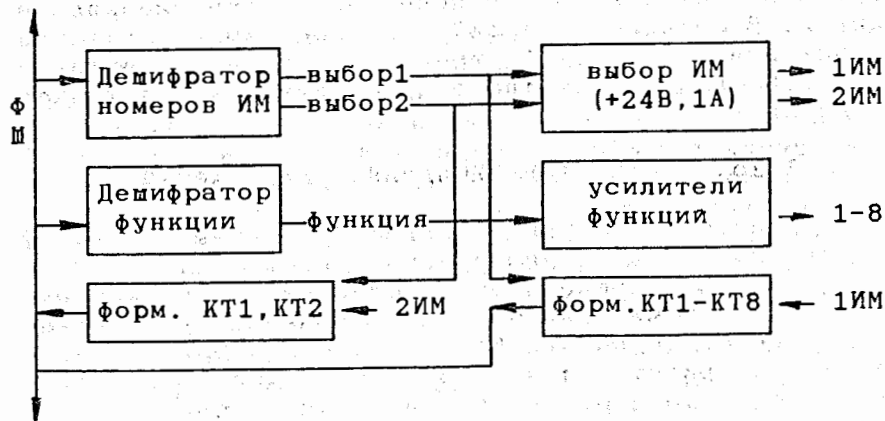 Дешифратор
номеров ИМ
выбор1
выбор2
выбор ИМ
(+24В,1А)
1ИМ
2ИМ
Ф
Ш
Дешифратор
функции
функция
усилители
функций
1-8
форм. КТ1,КТ2
2ИМ
форм.КТ1-КТ8
1ИМ